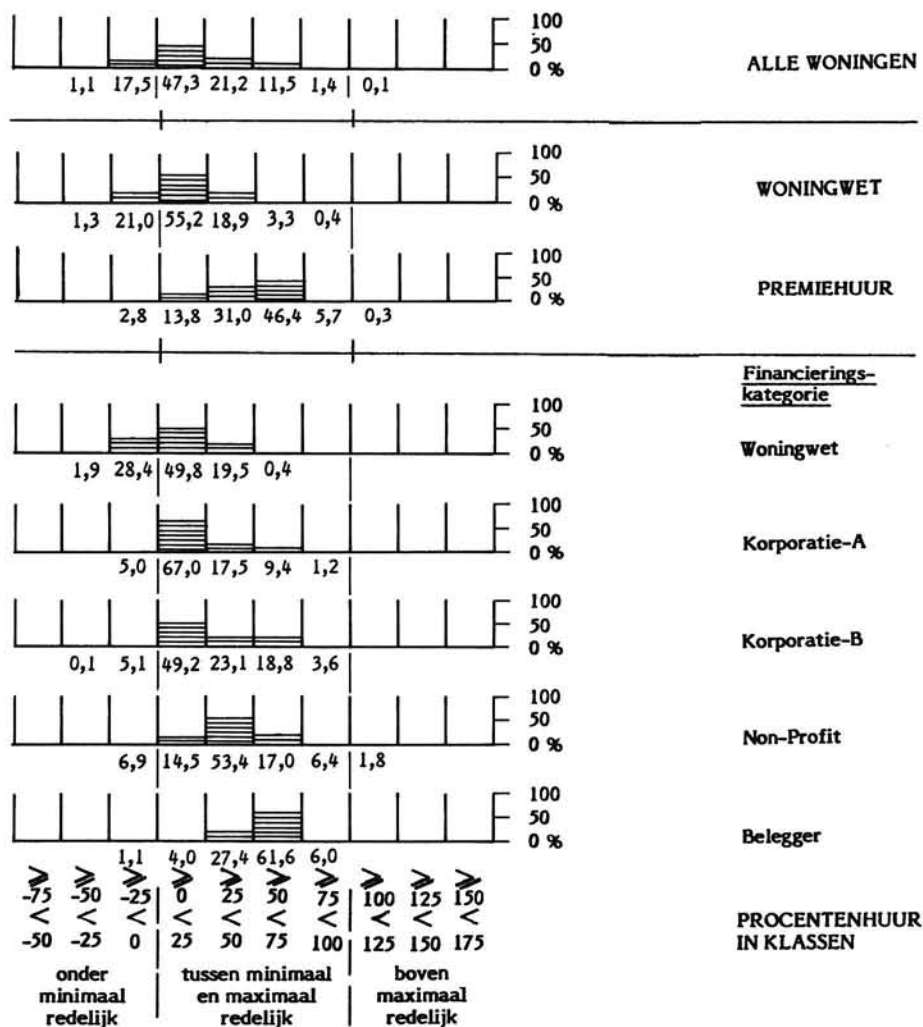 100
50
0 %
ALLE WONINGEN
1,1 17,5 47,3 21,2 11,5 1,4 0,1
100
50
0 %
WONINGWET
1,3 21,0 55,2 18,9 3,3 0,4
100
50
0 %
PREMIEHUUR
2,8 13,8 31,0 46,4 5,7 0,3
Financierings-
kategorie
100
50
0 %
Woningwet
1,9 28,4 49,8 19,5 0,4
100
50
0 %
Korporatie-A
5,0 67,0 17,5 9,4 1,2
100
50
0 %
Korporatie-B
0,1 5,1 49,2 23,1 18,8 3,6
100
50
0 %
Non-Profit
6,9 14,5 53,4 17,0 6,4 1,8
100
50
0 %
Belegger
1,1 4,0 27,4 61,6 6,0
⩾ ⩾ ⩾ ⩾ ⩾ ⩾ ⩾ ⩾ ⩾ ⩾
-75 -50 -25 0 25 50 75 100 125 150
< < < < < < < < < <
-50 -25 0 25 50 75 100 125 150 175
PROCENTENHUUR
IN KLASSEN
onder
minimaal
redelijk
tussen minimaal
en maximaal
redelijk
boven
maximaal
redelijk